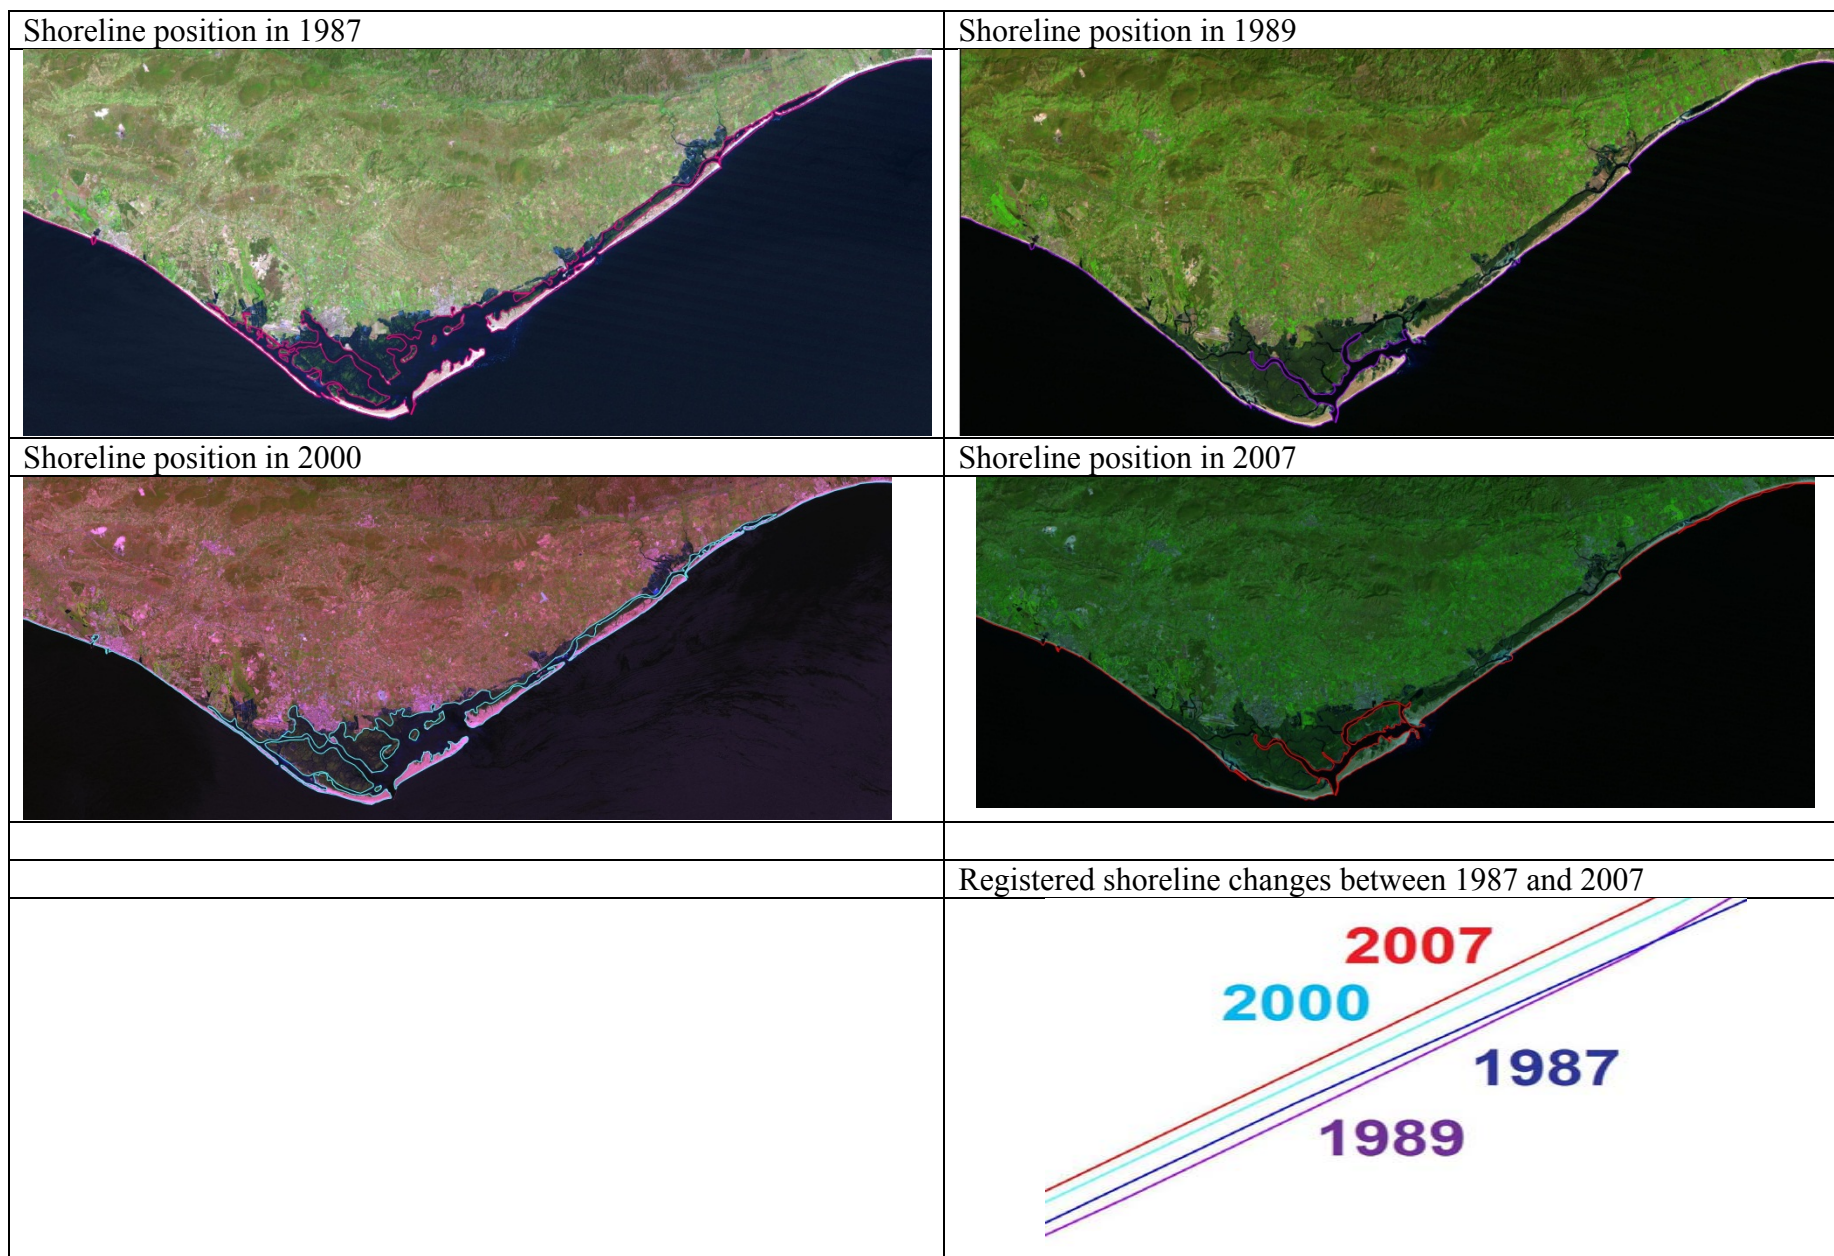 Shoreline position in 1987
Shoreline position in 1989
Shoreline position in 2000
Shoreline position in 2007
Registered shoreline changes between 1987 and 2007
2007
2000
1987
1989